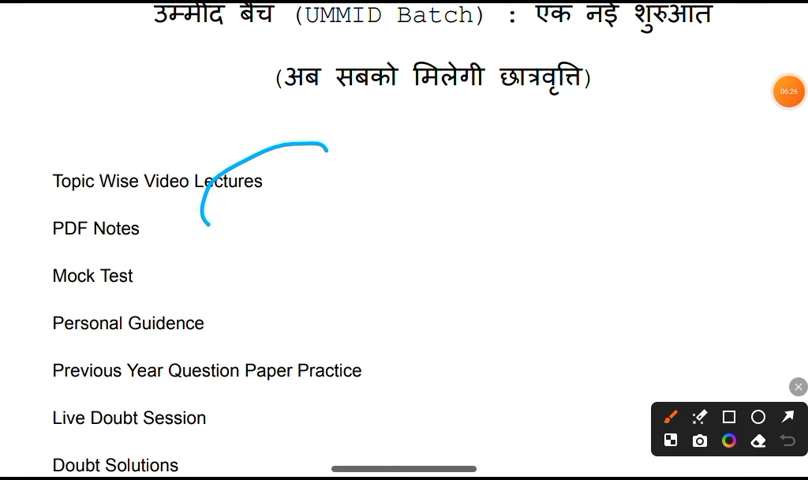 उम्मीद बैच (UMMID Batch) : एक नई शुरुआत
(अब सबको मिलेगी छात्रवृत्ति)
06:26
Topic Wise Video Lectures
PDF Notes
Mock Test
Personal Guidence
Previous Year Question Paper Practice
Live Doubt Session
Doubt Solutions